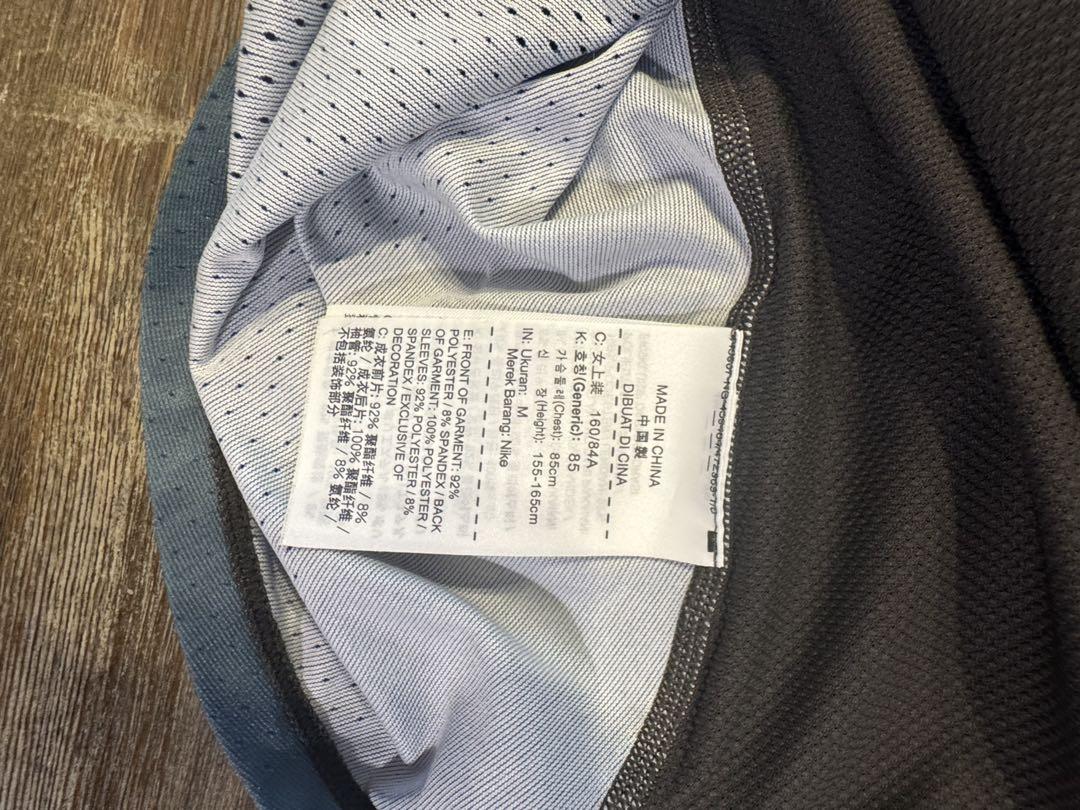 MADE IN CHINA
中国製
DIBUAT DI CINA
C: 女上装 160/84A
K: 호칭(Generic): 85
가슴둘레(Chest): 85cm
신 장 (Height): 155-165cm
IN: Ukuran: M
Merek Barang: Nike
E: FRONT OF GARMENT: 92%
POLYESTER / 8% SPANDEX / BACK
OF GARMENT: 100% POLYESTER /
SLEEVES: 92% POLYESTER / 8%
SPANDEX / EXCLUSIVE OF
DECORATION
C: 成衣前片: 92% 聚酯纤维 / 8%
氨纶 / 成衣后片: 100% 聚酯纤维 /
袖管: 92% 聚酯纤维 / 8% 氨纶 /
不包括装饰部分